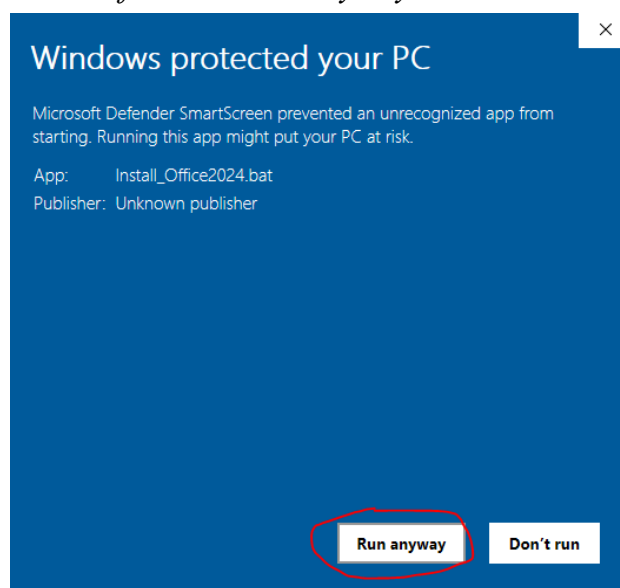 Windows protected your PC
Microsoft Defender SmartScreen prevented an unrecognized app from
starting. Running this app might put your PC at risk.
App: Install_Office2024.bat
Publisher: Unknown publisher
Run anyway Don't run